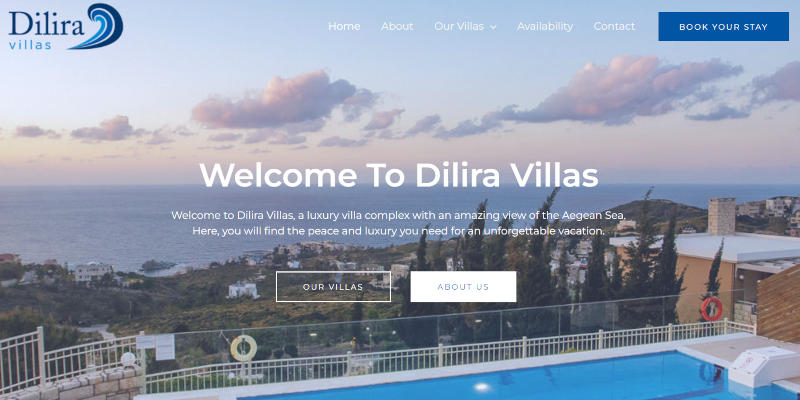 Dilira
villas
Home About Our Villas Availability Contact BOOK YOUR STAY
Welcome To Dilira Villas
Welcome to Dilira Villas, a luxury villa complex with an amazing view of the Aegean Sea.
Here, you will find the peace and luxury you need for an unforgettable vacation.
OUR VILLAS ABOUT US